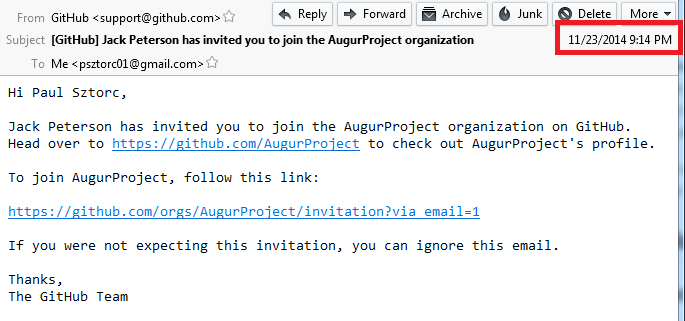 From GitHub <support@github.com>
Reply
Forward
Archive
Junk
Delete
More
Subject [GitHub] Jack Peterson has invited you to join the AugurProject organization
11/23/2014 9:14 PM
To Me <psztorc01@gmail.com>
Hi Paul Sztorc,
Jack Peterson has invited you to join the AugurProject organization on GitHub.
Head over to https://github.com/AugurProject to check out AugurProject's profile.
To join AugurProject, follow this link:
https://github.com/orgs/AugurProject/invitation?via_email=1
If you were not expecting this invitation, you can ignore this email.
Thanks,
The GitHub Team